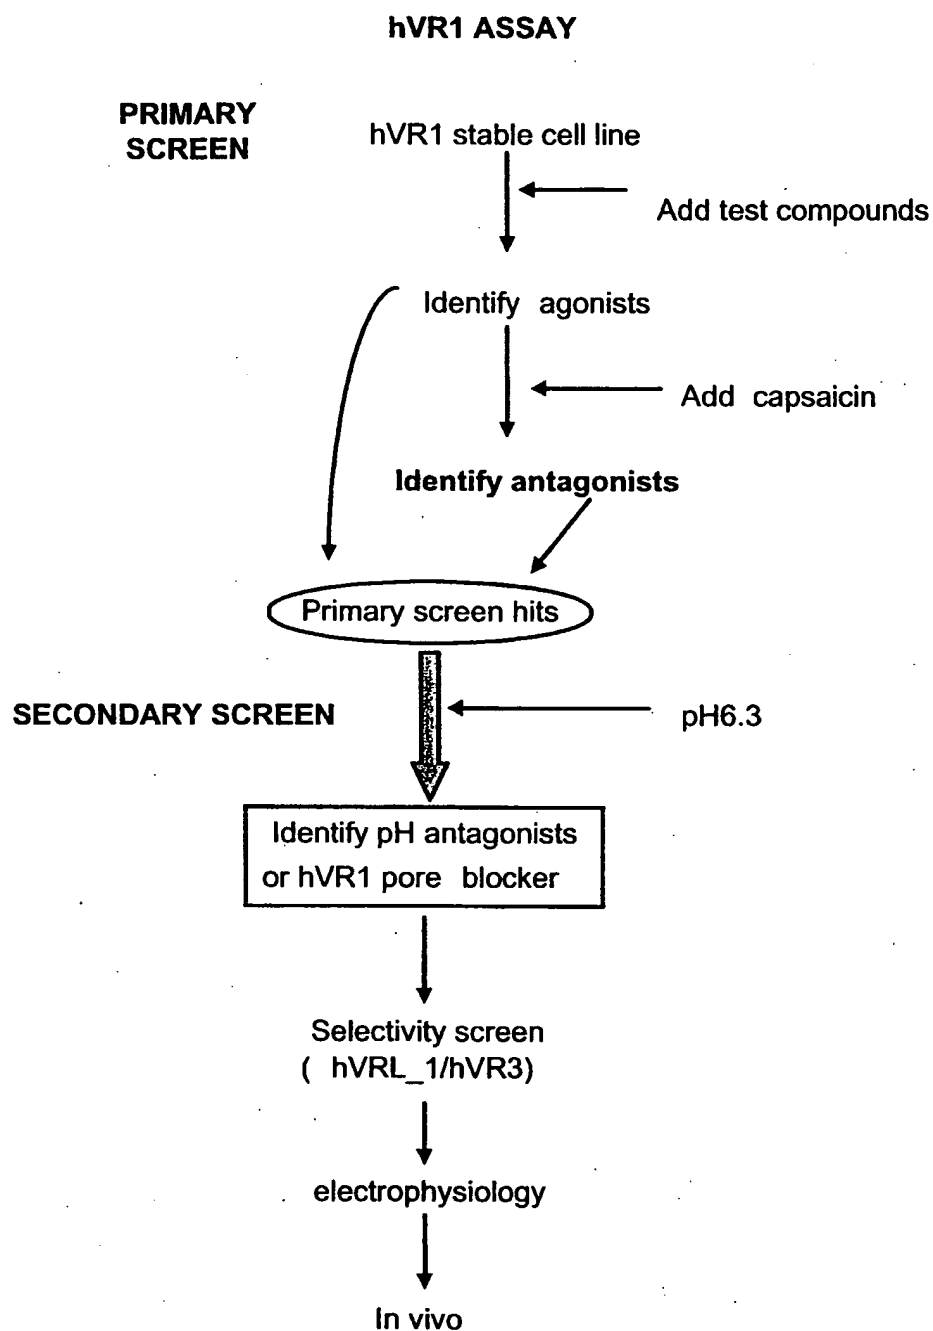 hVR1 ASSAY
PRIMARY
SCREEN
hVR1 stable cell line
Add test compounds
Identify agonists
Add capsaicin
Identify antagonists
Primary screen hits
SECONDARY SCREEN
pH6.3
Identify pH antagonists
or hVR1 pore blocker
Selectivity screen
( hVRL_1/hVR3)
electrophysiology
In vivo